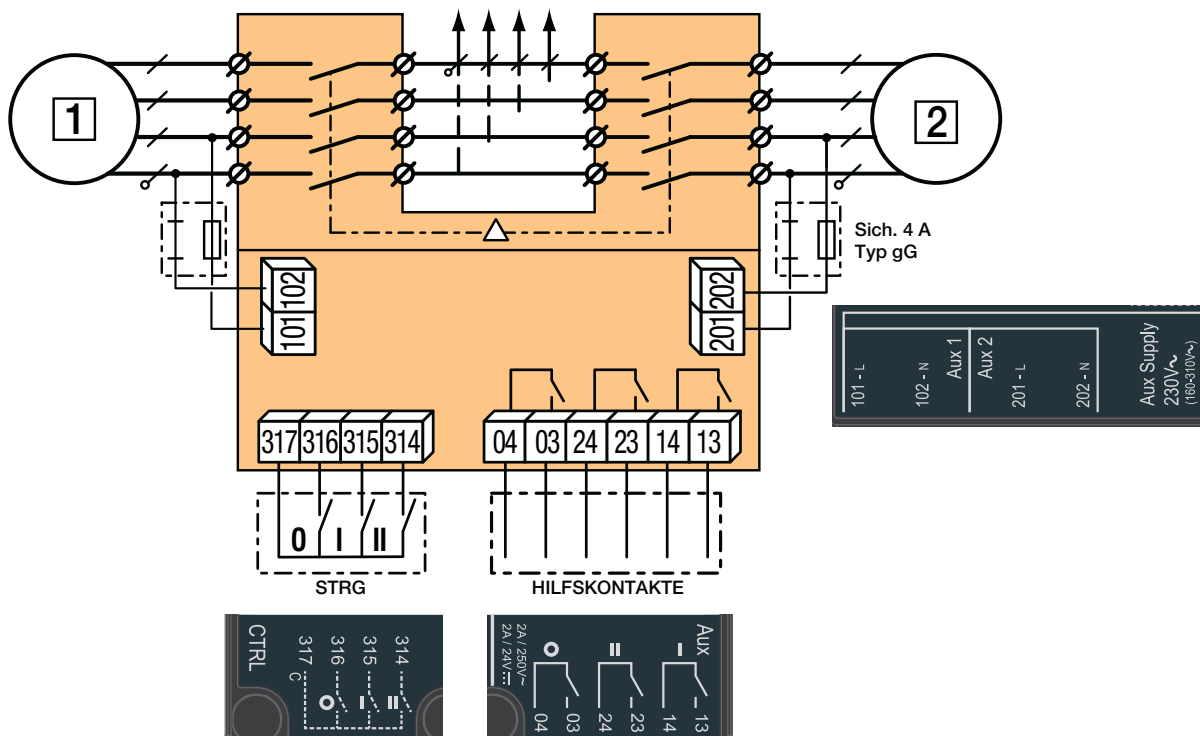 1
2
Sich. 4 A
Typ gG
102
101
202
201
317 316 315 314
04 03 24 23 14 13
0 I II
STRG
HILFSKONTAKTE
101 - L
102 - N
Aux 1
Aux 2
201 - L
202 - N
Aux Supply
230V~
(160-310V~)
CTRL
317
316
315
314
C
O
I
II
2A / 250V~
2A / 24V⎓
O
II
I
Aux
04
03
24
23
14
13